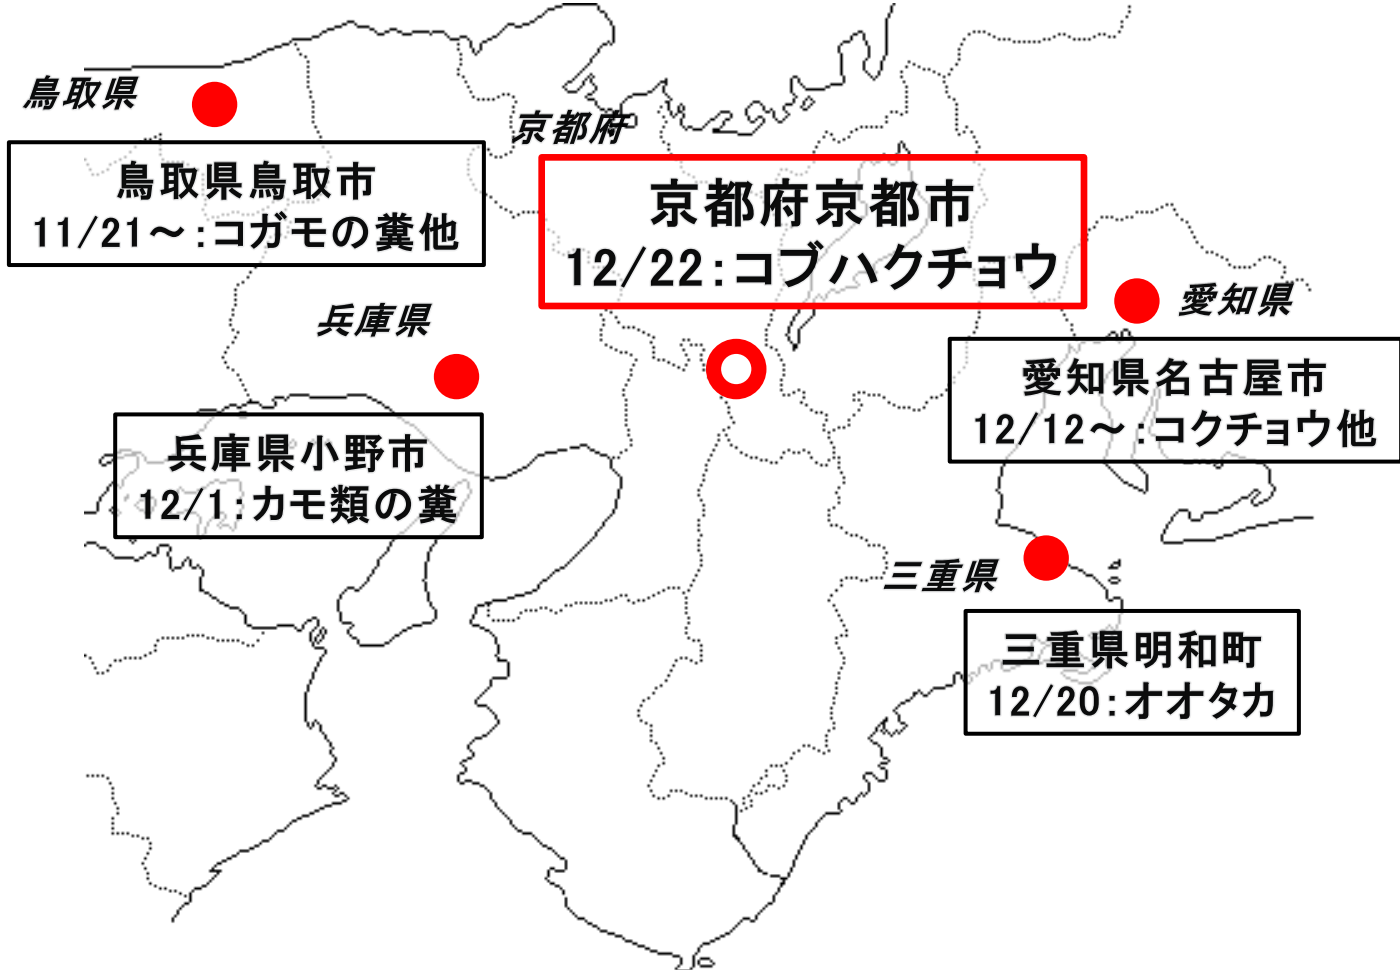 鳥取県
鳥取県鳥取市
11/21～:コガモの糞他
京都府
京都府京都市
12/22:コブハクチョウ
兵庫県
兵庫県小野市
12/1:カモ類の糞
愛知県
愛知県名古屋市
12/12～:コクチョウ他
三重県
三重県明和町
12/20:オオタカ